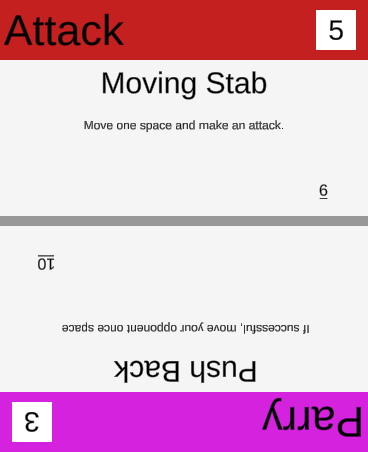 Attack 5
Moving Stab
Move one space and make an attack.
9
Parry 3
Push Back
If successful, move your opponent once space
10